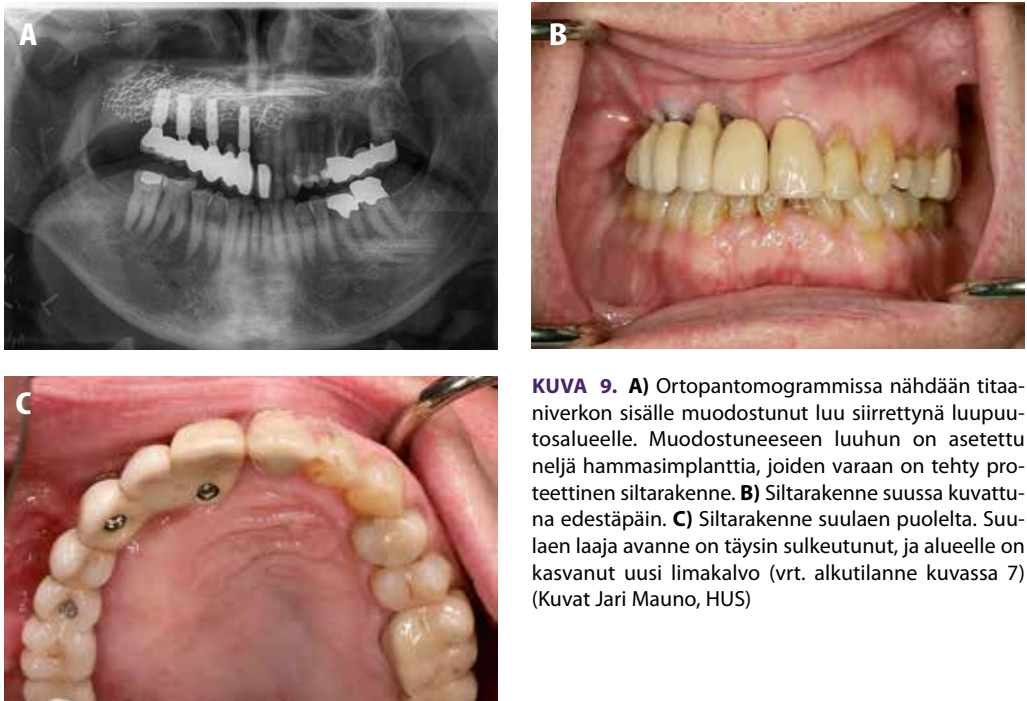 A
B
C
KUVA 9. A) Ortopantomogrammissa nähdään titaa-
niverkon sisälle muodostunut luu siirrettynä luupuu-
tosalueelle. Muodostuneeseen luuhun on asetettu
neljä hammasimplanttia, joiden varaan on tehty pro-
teettinen siltarakenne. B) Siltarakenne suussa kuvattu-
na edestäpäin. C) Siltarakenne suulaen puolelta. Suu-
laen laaja avanne on täysin sulkeutunut, ja alueelle on
kasvanut uusi limakalvo (vrt. alkutilanne kuvassa 7)
(Kuvat Jari Mauno, HUS)